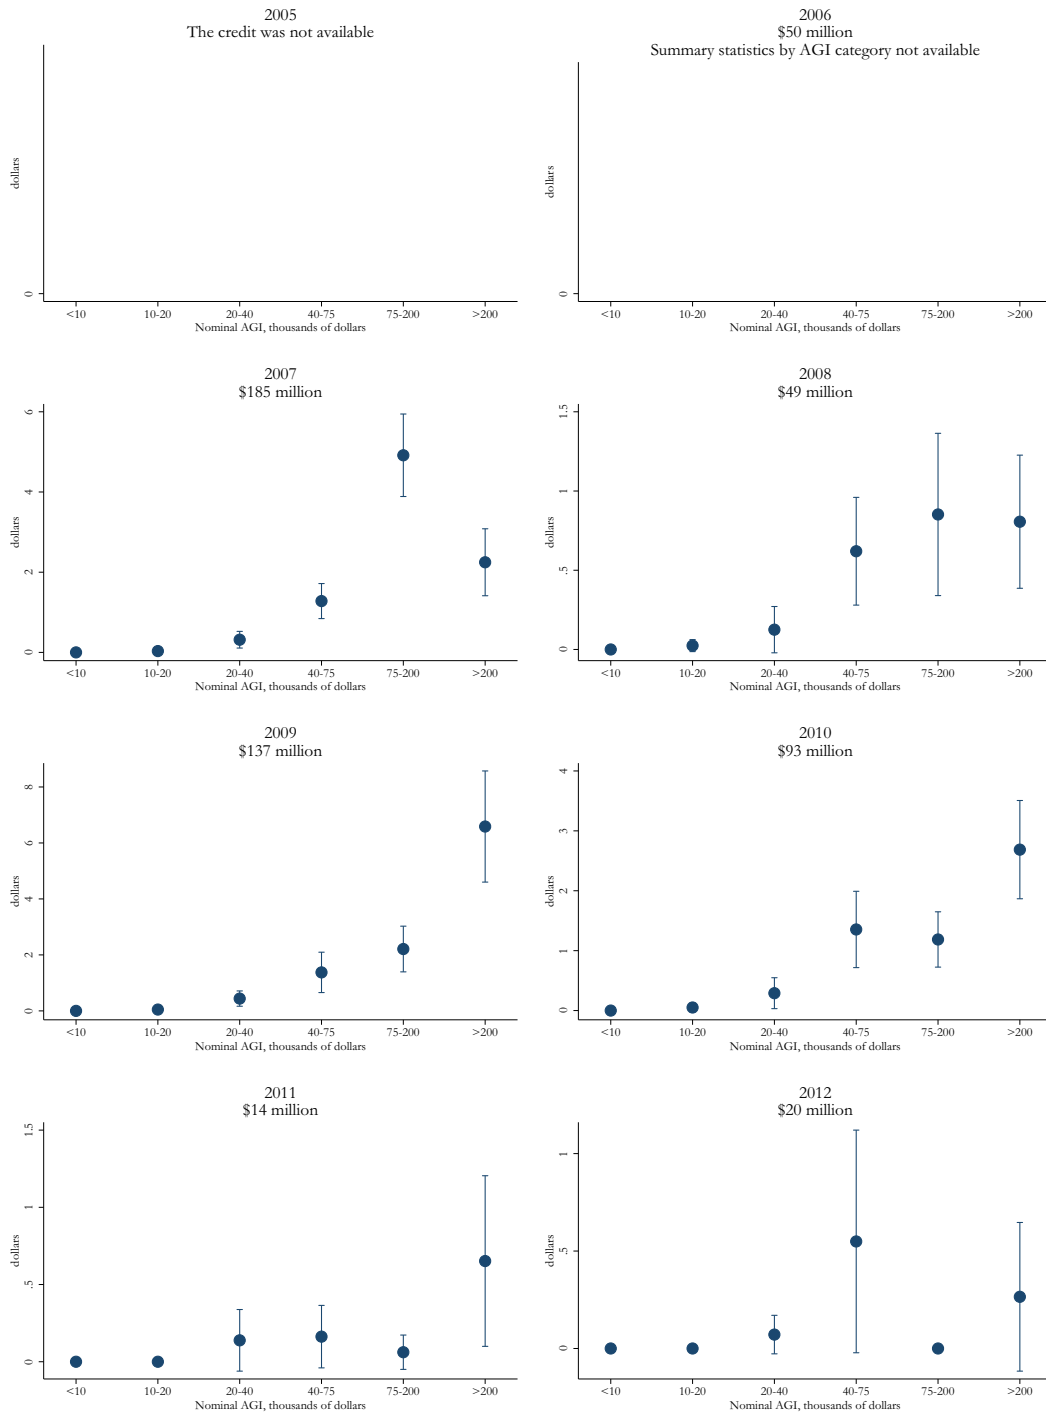 2005
The credit was not available
dollars
0
<10 10-20 20-40 40-75 75-200 >200
Nominal AGI, thousands of dollars
2006
$50 million
Summary statistics by AGI category not available
dollars
0
<10 10-20 20-40 40-75 75-200 >200
Nominal AGI, thousands of dollars
2007
$185 million
dollars
6
4
2
0
<10 10-20 20-40 40-75 75-200 >200
Nominal AGI, thousands of dollars
2008
$49 million
dollars
1.5
1
.5
0
<10 10-20 20-40 40-75 75-200 >200
Nominal AGI, thousands of dollars
2009
$137 million
dollars
8
6
4
2
0
<10 10-20 20-40 40-75 75-200 >200
Nominal AGI, thousands of dollars
2010
$93 million
dollars
4
3
2
1
0
<10 10-20 20-40 40-75 75-200 >200
Nominal AGI, thousands of dollars
2011
$14 million
dollars
1.5
1
.5
0
<10 10-20 20-40 40-75 75-200 >200
Nominal AGI, thousands of dollars
2012
$20 million
dollars
1
.5
0
<10 10-20 20-40 40-75 75-200 >200
Nominal AGI, thousands of dollars